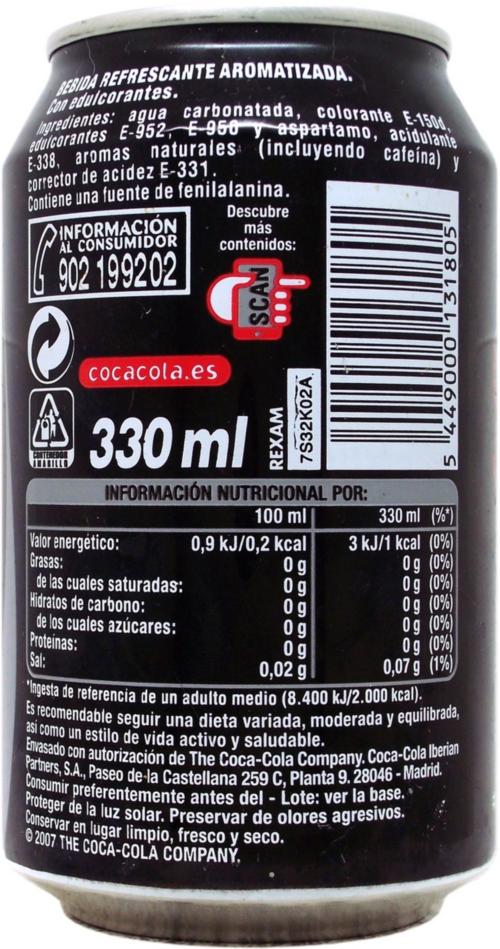 BEBIDA REFRESCANTE AROMATIZADA.
Con edulcorantes.
Ingredientes: agua carbonatada, colorante E-150d,
edulcorantes E-952, E-950 y aspartamo, acidulante
E-338, aromas naturales (incluyendo cafeína) y
corrector de acidez E-331.
Contiene una fuente de fenilalanina.
INFORMACIÓN
AL CONSUMIDOR
902 199202
Descubre
más
contenidos:
SCAN
cocacola.es
CONTENEDOR
AMARILLO
330 ml
REXAM
7S32K02A
5 449000 131805
INFORMACIÓN NUTRICIONAL POR:
100 ml 330 ml (%*)
Valor energético: 0,9 kJ/0,2 kcal 3 kJ/1 kcal (0%)
Grasas: 0 g 0 g (0%)
de las cuales saturadas: 0 g 0 g (0%)
Hidratos de carbono: 0 g 0 g (0%)
de los cuales azúcares: 0 g 0 g (0%)
Proteínas: 0 g 0 g (0%)
Sal: 0,02 g 0,07 g (1%)
*Ingesta de referencia de un adulto medio (8.400 kJ/2.000 kcal).
Es recomendable seguir una dieta variada, moderada y equilibrada,
así como un estilo de vida activo y saludable.
Envasado con autorización de The Coca-Cola Company. Coca-Cola Iberian
Partners, S.A., Paseo de la Castellana 259 C, Planta 9. 28046 - Madrid.
Consumir preferentemente antes del - Lote: ver la base.
Proteger de la luz solar. Preservar de olores agresivos.
Conservar en lugar limpio, fresco y seco.
© 2007 THE COCA-COLA COMPANY.